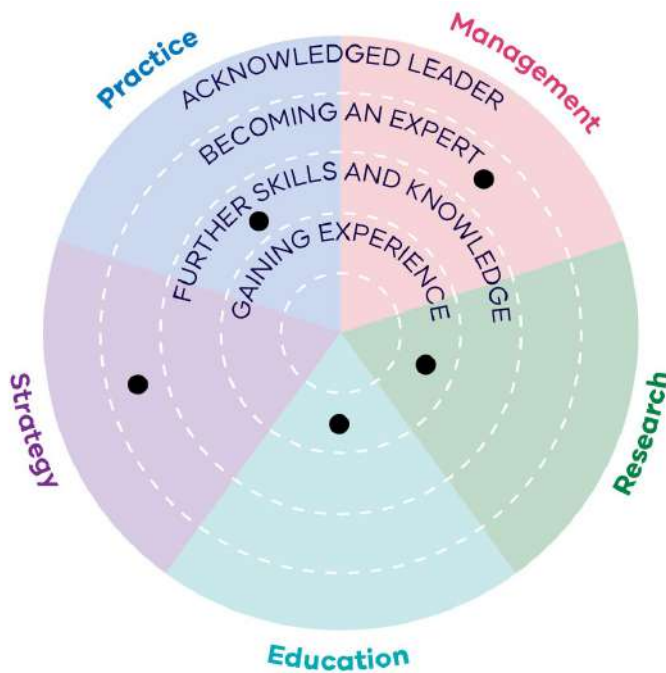 Practice
Management
ACKNOWLEDGED LEADER
BECOMING AN EXPERT
FURTHER SKILLS AND KNOWLEDGE
GAINING EXPERIENCE
Strategy
Research
Education